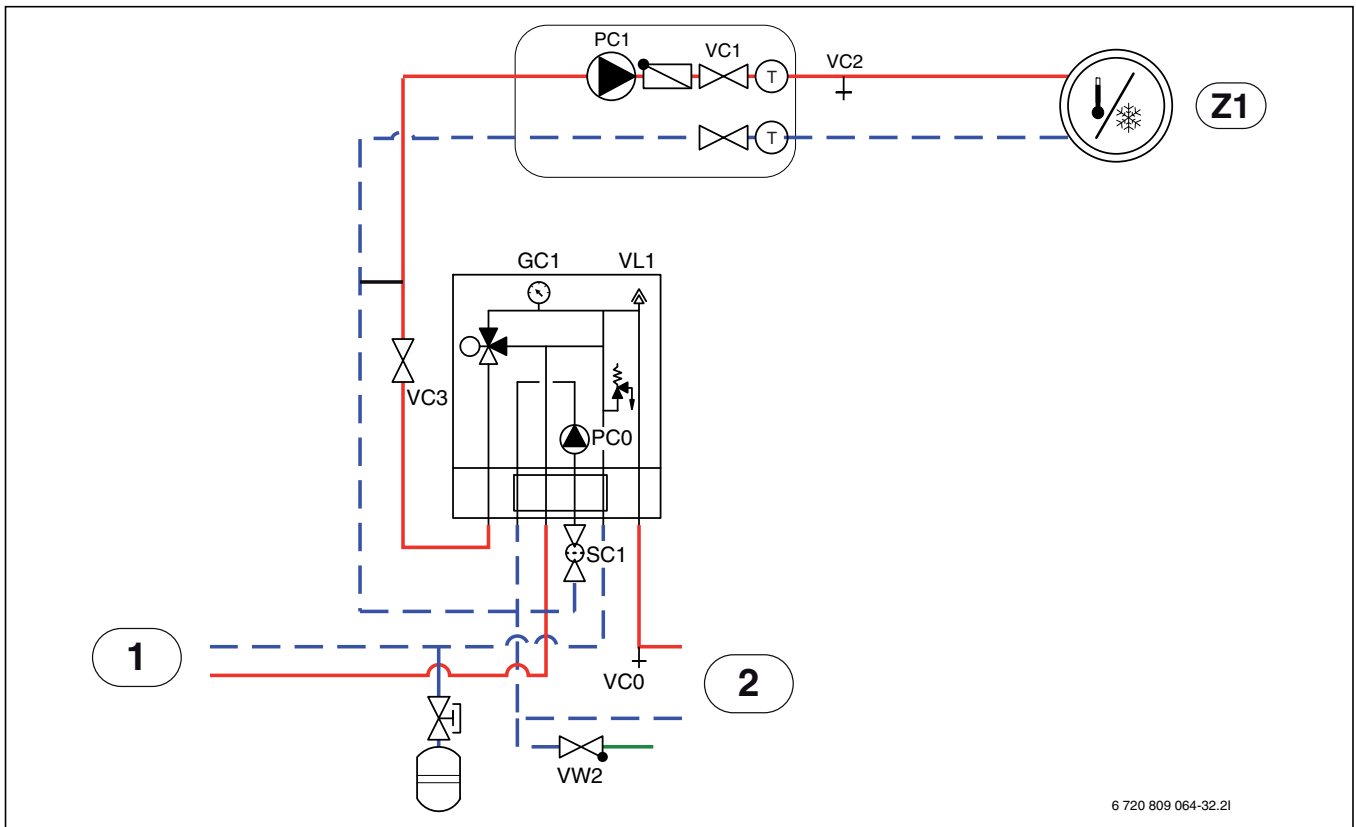 PC1
VC1
VC2
T
Z1
T
GC1
VL1
VC3
PC0
SC1
1
VC0
2
VW2
6 720 809 064-32.2I